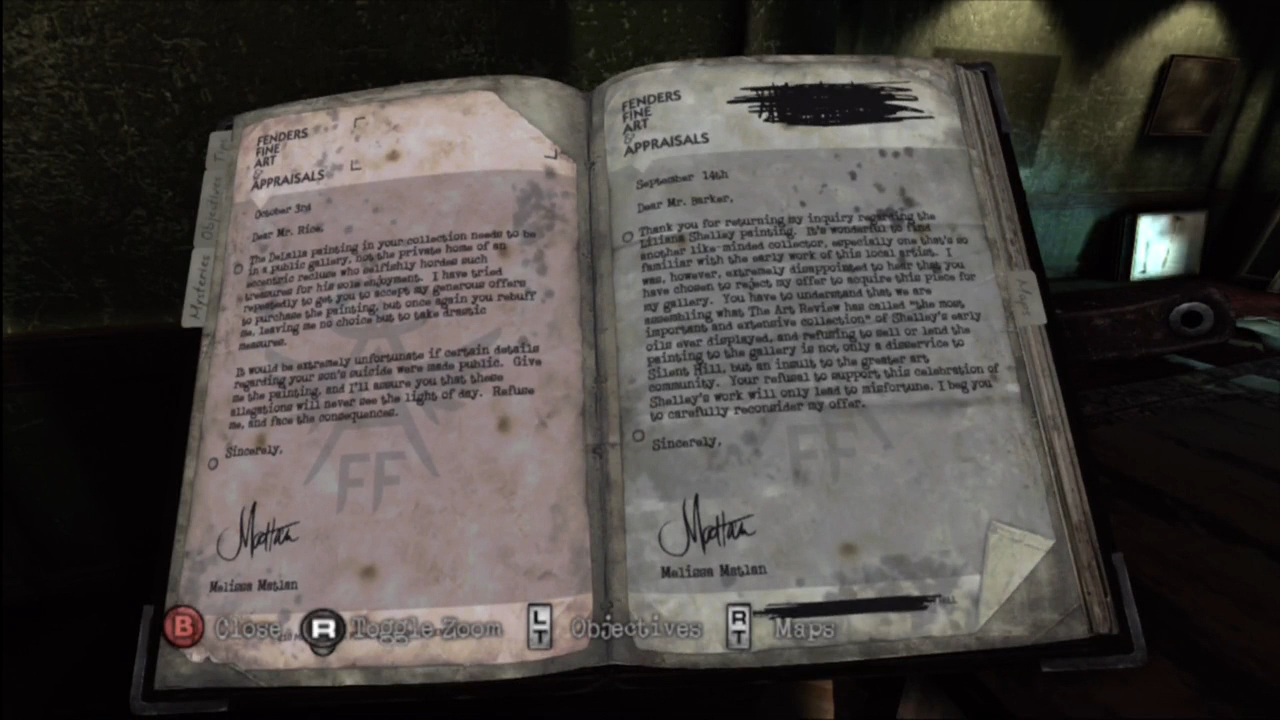 Tips
Objectives
Mysteries
FENDERS
FINE
ART
&
APPRAISALS
October 3rd
Dear Mr. Rice,
The DeIalla painting in your collection needs to be
in a public gallery, not the private home of an
eccentric recluse who selfishly hordes such
treasures for his sole enjoyment. I have tried
repeatedly to get you to accept my generous offers
to purchase the painting, but once again you rebuff
me, leaving me no choice but to take drastic
measures.
It would be extremely unfortunate if certain details
regarding your son's suicide were made public. Give
me the painting, and I'll assure you that these
allegations will never see the light of day. Refuse
me, and face the consequences.
Sincerely,
FF
Matlan
Melissa Matlan
FENDERS
FINE
ART
&
APPRAISALS
September 14th
Dear Mr. Barker,
Thank you for returning my inquiry regarding the
Liliana Shelley painting. It's wonderful to find
another like-minded collector, especially one that's so
familiar with the early work of this local artist. I
was, however, extremely disappointed to hear that you
have chosen to reject my offer to acquire this piece for
my gallery. You have to understand that we are
assembling what The Art Review has called "the most
important and extensive collection" of Shelley's early
oils ever displayed, and refusing to sell or lend the
painting to the gallery is not only a disservice to
Silent Hill, but an insult to the greater art
community. Your refusal to support this celebration of
Shelley's work will only lead to misfortune. I beg you
to carefully reconsider my offer.
Sincerely,
FF
Matlan
Melissa Matlan
Maps
B Close R Toggle Zoom LT Objectives RT Maps